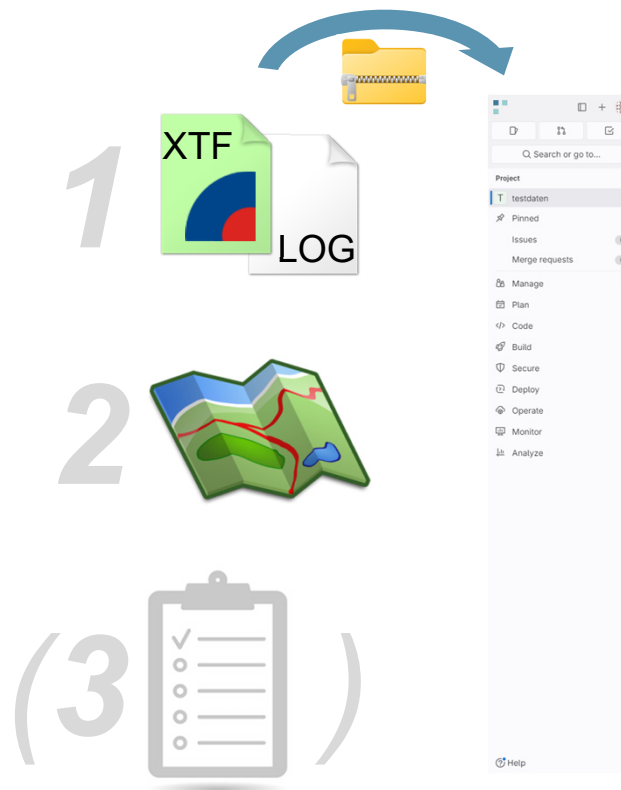 1
XTF
LOG
2
(3)
Search or go to...
Project
T testdaten
Pinned
Issues
Merge requests
Manage
Plan
Code
Build
Secure
Deploy
Operate
Monitor
Analyze
Help